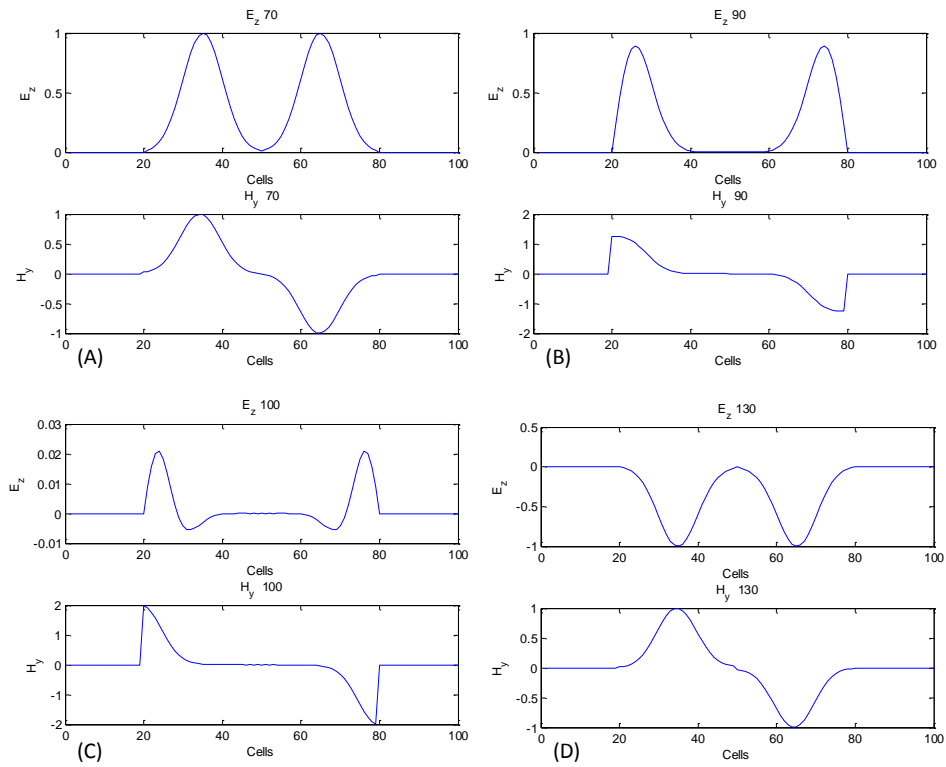 E_z 70
1
0.5
0
E_z
0 20 40 60 80 100
Cells
H_y 70
1
0.5
0
-0.5
-1
H_y
0 20 40 60 80 100
(A)
Cells
E_z 90
1
0.5
0
E_z
0 20 40 60 80 100
Cells
H_y 90
2
1
0
-1
-2
H_y
0 20 40 60 80 100
(B)
Cells
E_z 100
0.03
0.02
0.01
0
-0.01
E_z
0 20 40 60 80 100
Cells
H_y 100
2
1
0
-1
-2
H_y
0 20 40 60 80 100
(C)
Cells
E_z 130
0.5
0
-0.5
-1
E_z
0 20 40 60 80 100
Cells
H_y 130
1
0.5
0
-0.5
-1
H_y
0 20 40 60 80 100
(D)
Cells